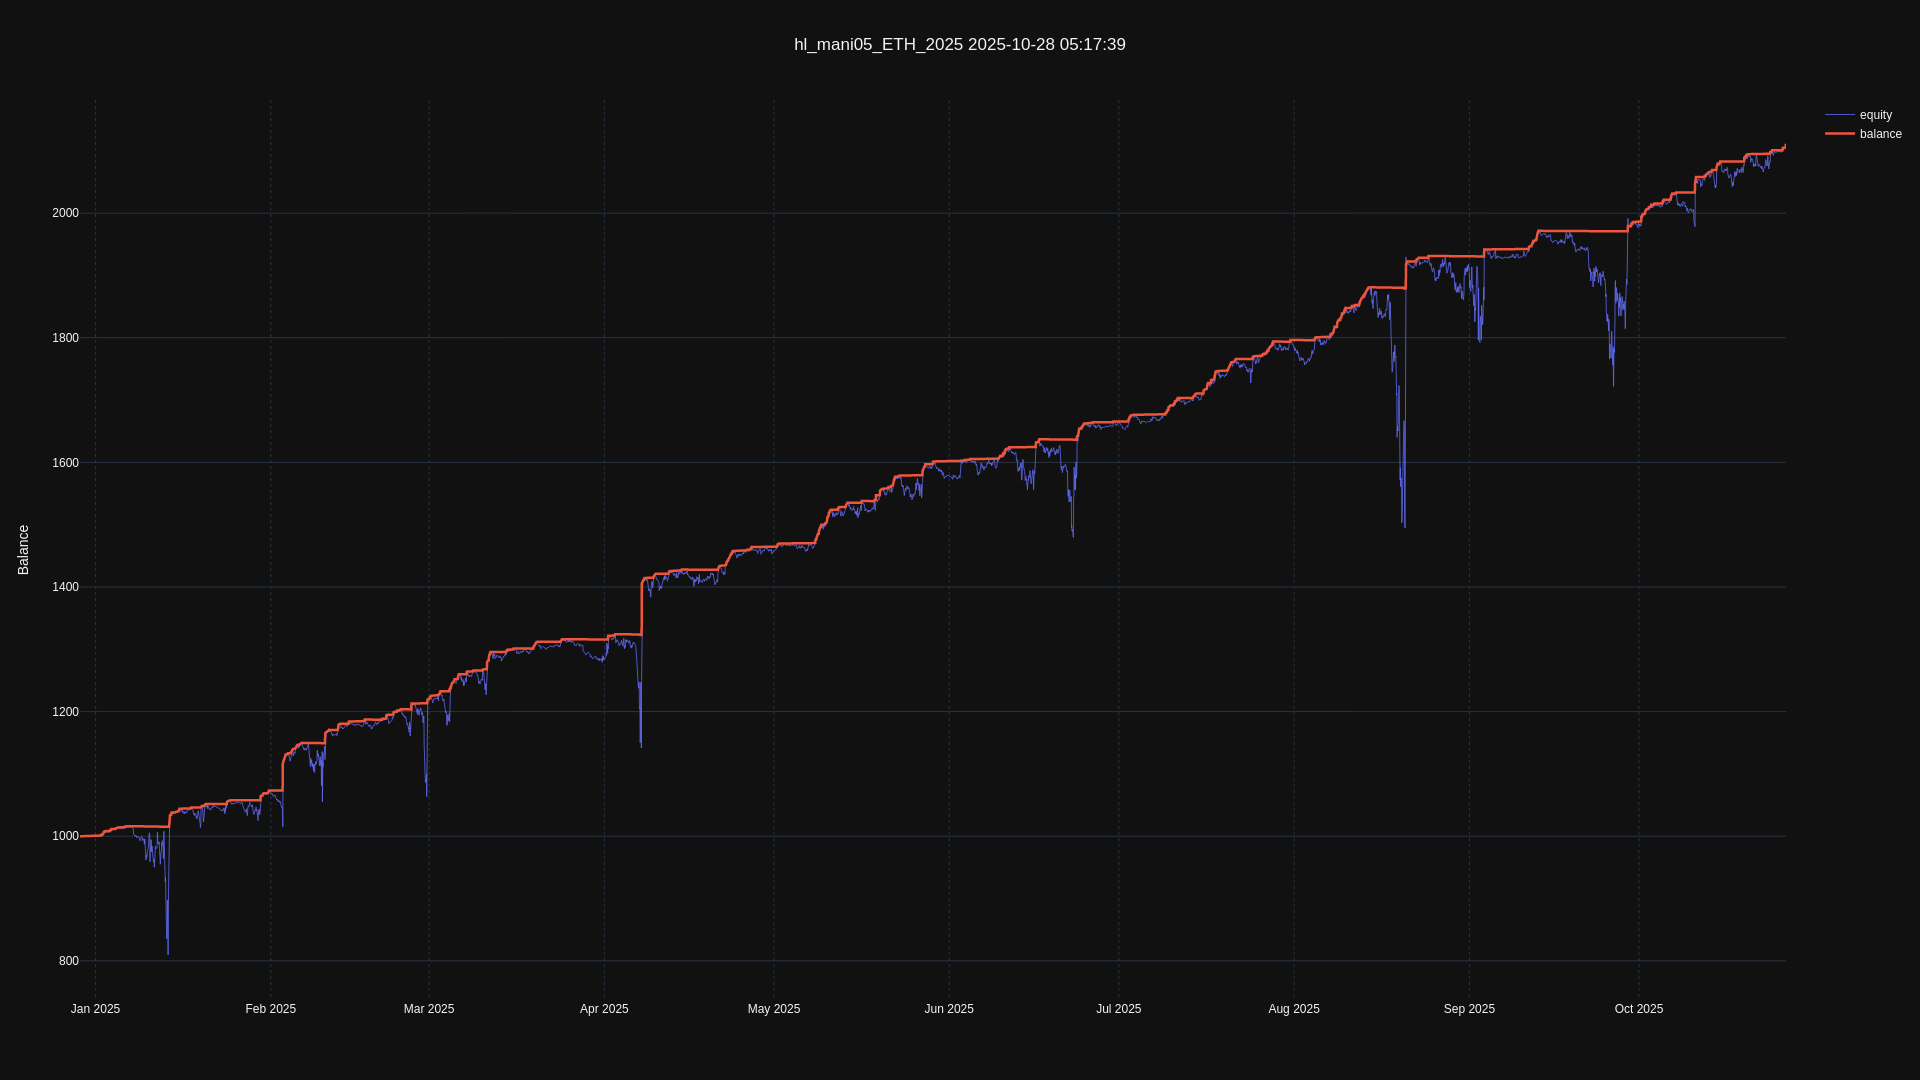 hl_mani05_ETH_2025 2025-10-28 05:17:39
equity
balance
Balance
2000
1800
1600
1400
1200
1000
800
Jan 2025
Feb 2025
Mar 2025
Apr 2025
May 2025
Jun 2025
Jul 2025
Aug 2025
Sep 2025
Oct 2025